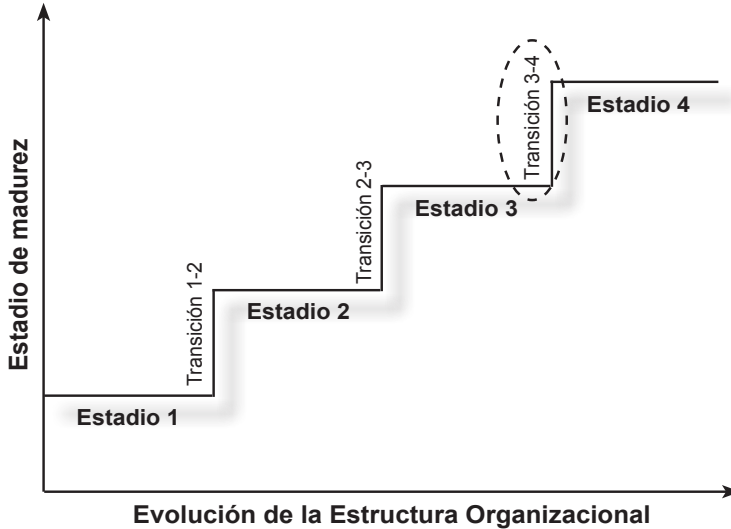 Estadio de madurez
Transición 3-4
Estadio 4
Transición 2-3
Estadio 3
Transición 1-2
Estadio 2
Estadio 1
Evolución de la Estructura Organizacional